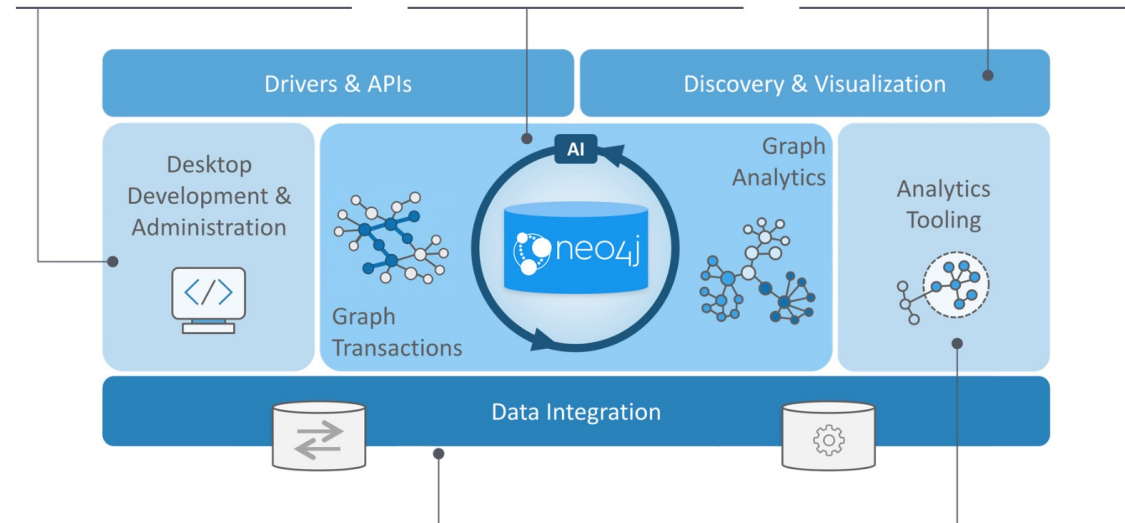 Drivers & APIs
Discovery & Visualization
Desktop
Development &
Administration
AI
Graph
Analytics
Analytics
Tooling
</>
neo4j
Graph
Transactions
Data Integration